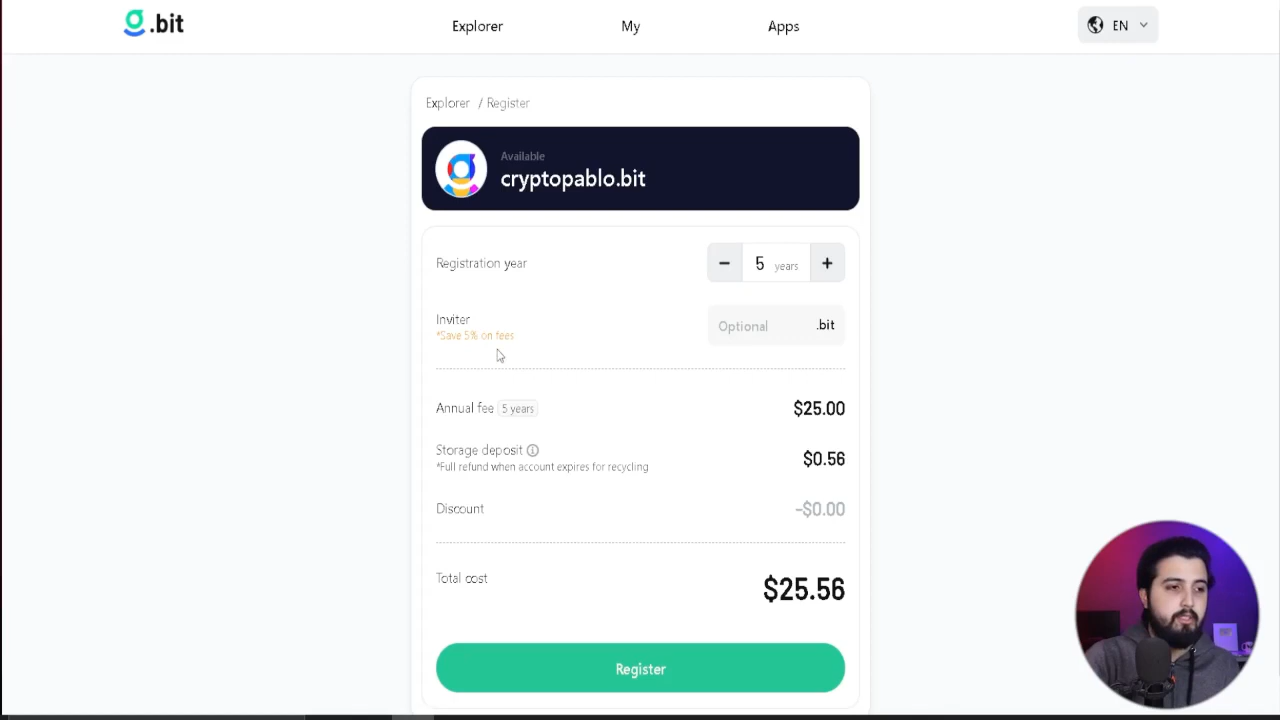 .bit
Explorer
My
Apps
EN
Explorer / Register
Available
cryptopablo.bit
Registration year
5 years
Inviter
*Save 5% on fees
Optional
.bit
Annual fee 5 years
$25.00
Storage deposit
*Full refund when account expires for recycling
$0.56
Discount
-$0.00
Total cost
$25.56
Register